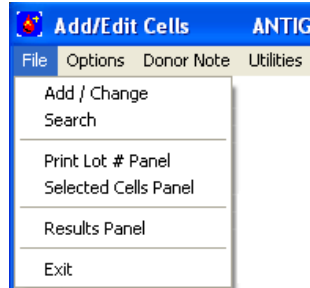 Add/Edit Cells ANTIG
File Options Donor Note Utilities
Add / Change
Search
Print Lot # Panel
Selected Cells Panel
Results Panel
Exit